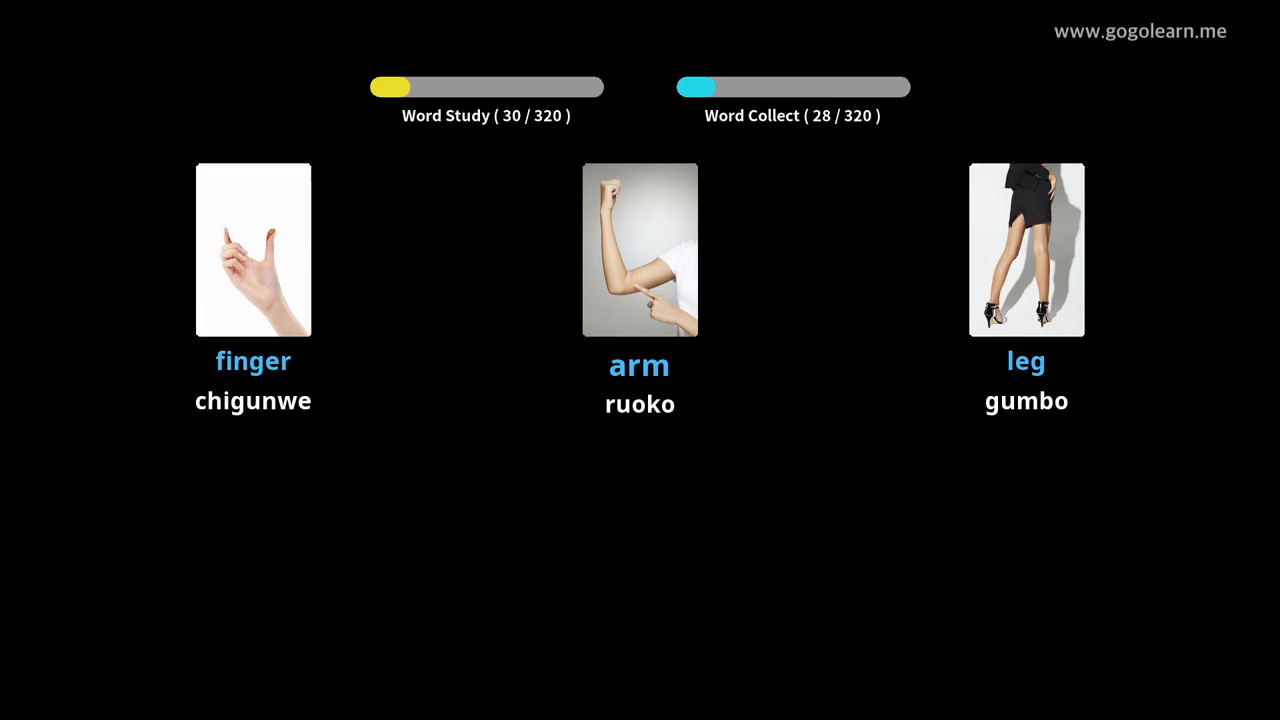 www.gogolearn.me
Word Study ( 30 / 320 )
Word Collect ( 28 / 320 )
finger
arm
leg
chigunwe
ruoko
gumbo